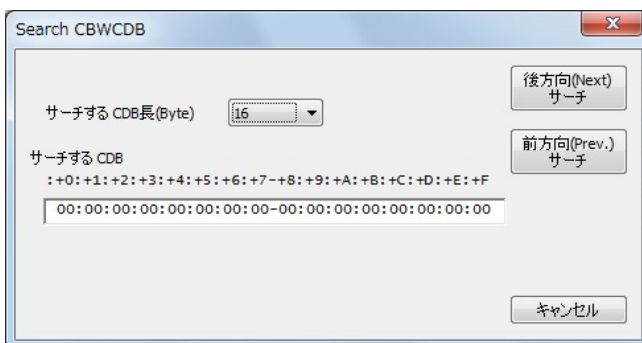 Search CBWCDB
後方向(Next)
サーチ
サーチする CDB長(Byte)
16
前方向(Prev.)
サーチ
サーチする CDB
:+0:+1:+2:+3:+4:+5:+6:+7-+8:+9:+A:+B:+C:+D:+E:+F
00:00:00:00:00:00:00:00-00:00:00:00:00:00:00:00
キャンセル